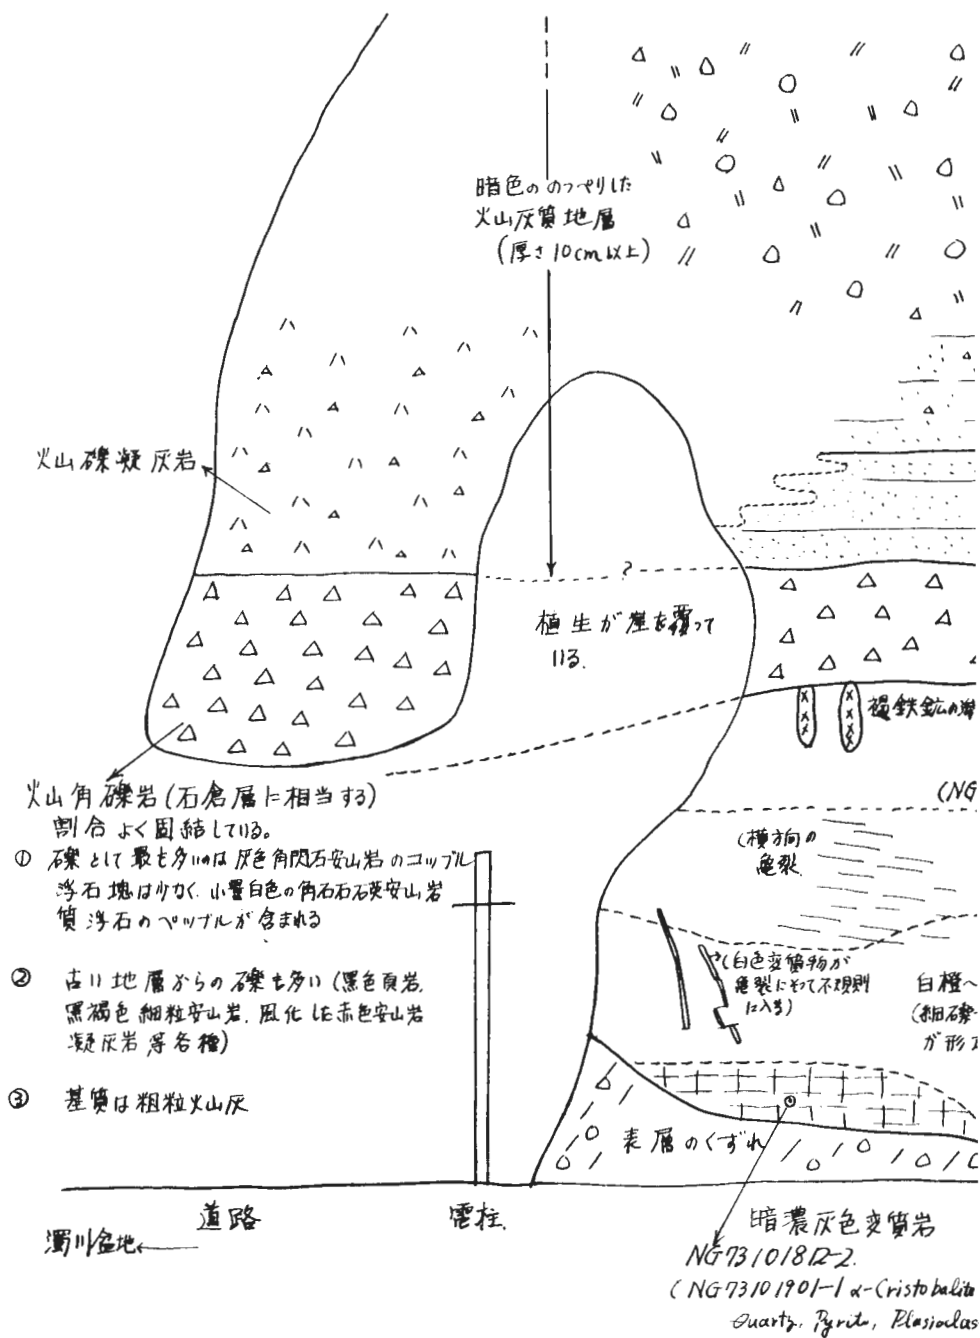 暗色ののっぺりした
火山灰質地層
(厚さ10cm以上)
火山礫凝灰岩
?
植生が崖を覆って
いる.
褐鉄鉱の
火山角礫岩(石倉層に相当する)
割合よく固結している。
(NG
① 礫として最も多いのは灰色角閃石安山岩のコッブル
浮石塊は少なく、少量白色の角石石石英安山岩
質浮石のペッブルが含まれる
(横方向の
亀裂
② 古い地層からの礫も多い(黒色頁岩
黒褐色細粒安山岩、風化した赤色安山岩
凝灰岩等各種)
(白色変質物が
亀裂にそって不規則
に入る)
白橙へ
(細礫
が形
③ 基質は粗粒火山灰
表層のくずれ
道路
電柱.
濁川盆地
暗濃灰色変質岩
NG73101812-2.
(NG73101901-1 α-Cristobalite
Quartz, Pyrite, Plagioclas